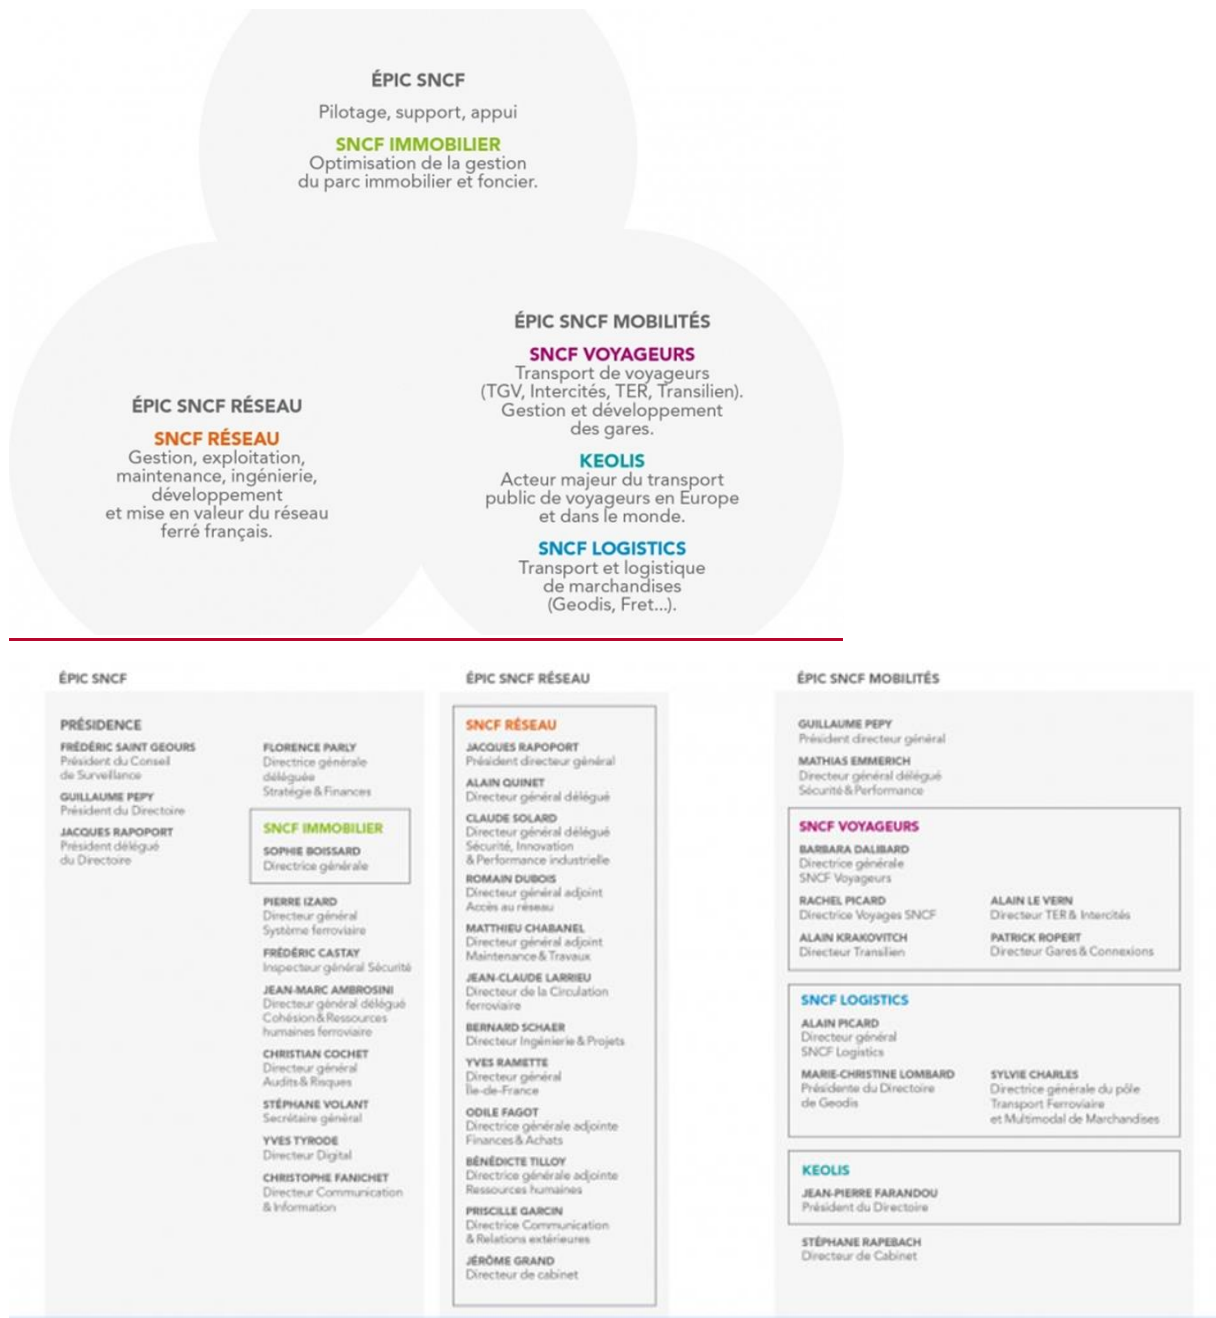 ÉPIC SNCF
Pilotage, support, appui
SNCF IMMOBILIER
Optimisation de la gestion
du parc immobilier et foncier.
ÉPIC SNCF RÉSEAU
SNCF RÉSEAU
Gestion, exploitation,
maintenance, ingénierie,
développement
et mise en valeur du réseau
ferré français.
ÉPIC SNCF MOBILITÉS
SNCF VOYAGEURS
Transport de voyageurs
(TGV, Intercités, TER, Transilien).
Gestion et développement
des gares.
KEOLIS
Acteur majeur du transport
public de voyageurs en Europe
et dans le monde.
SNCF LOGISTICS
Transport et logistique
de marchandises
(Geodis, Fret...).
ÉPIC SNCF
PRÉSIDENCE
FRÉDÉRIC SAINT GEOURS
Président du Conseil
de Surveillance
GUILLAUME PEPY
Président du Directoire
JACQUES RAPOPORT
Président délégué
du Directoire
FLORENCE PARLY
Directrice générale
déléguée
Stratégie & Finances
SNCF IMMOBILIER
SOPHIE BOISSARD
Directrice générale
PIERRE IZARD
Directeur général
Système ferroviaire
FRÉDÉRIC CASTAY
Inspecteur général Sécurité
JEAN-MARC AMBROSINI
Directeur général délégué
Cohésion & Ressources
humaines ferroviaire
CHRISTIAN COCHET
Directeur général
Audits & Risques
STÉPHANE VOLANT
Secrétaire général
YVES TYRODE
Directeur Digital
CHRISTOPHE FANICHET
Directeur Communication
& Information
ÉPIC SNCF RÉSEAU
SNCF RÉSEAU
JACQUES RAPOPORT
Président directeur général
ALAIN QUINET
Directeur général délégué
CLAUDE SOLARD
Directeur général délégué
Sécurité, Innovation
& Performance industrielle
ROMAIN DUBOIS
Directeur général adjoint
Accès au réseau
MATTHIEU CHABANEL
Directeur général adjoint
Maintenance & Travaux
JEAN-CLAUDE LARRIEU
Directeur de la Circulation
ferroviaire
BERNARD SCHAER
Directeur Ingénierie & Projets
YVES RAMETTE
Directeur général
Île-de-France
ODILE FAGOT
Directrice générale adjointe
Finances & Achats
BÉNÉDICTE TILLOY
Directrice générale adjointe
Ressources humaines
PRISCILLE GARCIN
Directrice Communication
& Relations extérieures
JÉRÔME GRAND
Directeur de cabinet
ÉPIC SNCF MOBILITÉS
GUILLAUME PEPY
Président directeur général
MATHIAS EMMERICH
Directeur général délégué
Sécurité & Performance
SNCF VOYAGEURS
BARBARA DALIBARD
Directrice générale
SNCF Voyageurs
RACHEL PICARD
Directrice Voyages SNCF
ALAIN LE VERN
Directeur TER & Intercités
ALAIN KRAKOVITCH
Directeur Transilien
PATRICK ROPERT
Directeur Gares & Connexions
SNCF LOGISTICS
ALAIN PICARD
Directeur général
SNCF Logistics
MARIE-CHRISTINE LOMBARD
Présidente du Directoire
de Geodis
SYLVIE CHARLES
Directrice générale du pôle
Transport Ferroviaire
et Multimodal de Marchandises
KEOLIS
JEAN-PIERRE FARANDOU
Président du Directoire
STÉPHANE RAPEBACH
Directeur de Cabinet